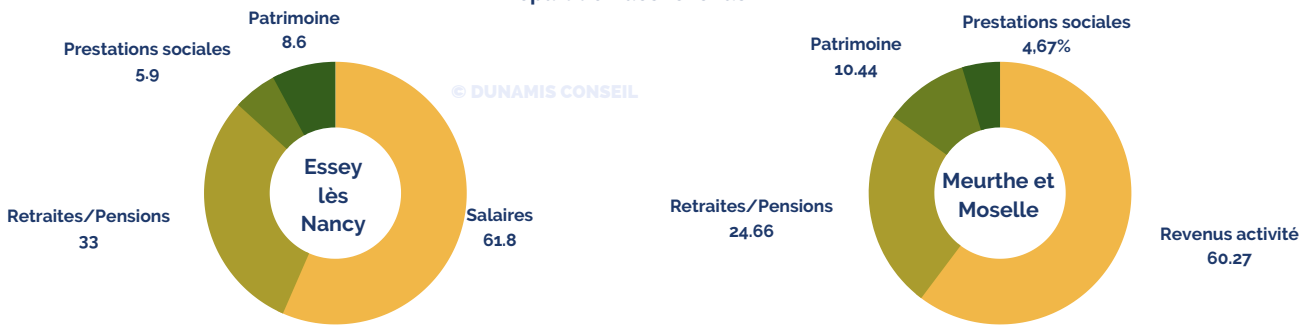 Patrimoine
8.6
Prestations sociales
5.9
Retraites/Pensions
33
Salaires
61.8
Essey
lès
Nancy
© DUNAMIS CONSEIL
Prestations sociales
4,67%
Patrimoine
10.44
Retraites/Pensions
24.66
Revenus activité
60.27
Meurthe et
Moselle